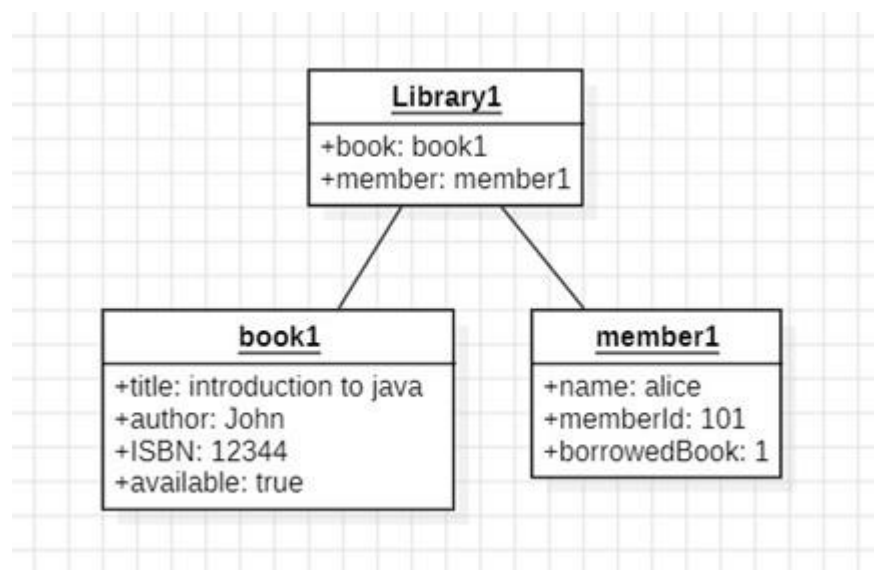 Library1
+book: book1
+member: member1
book1
+title: introduction to java
+author: John
+ISBN: 12344
+available: true
member1
+name: alice
+memberId: 101
+borrowedBook: 1